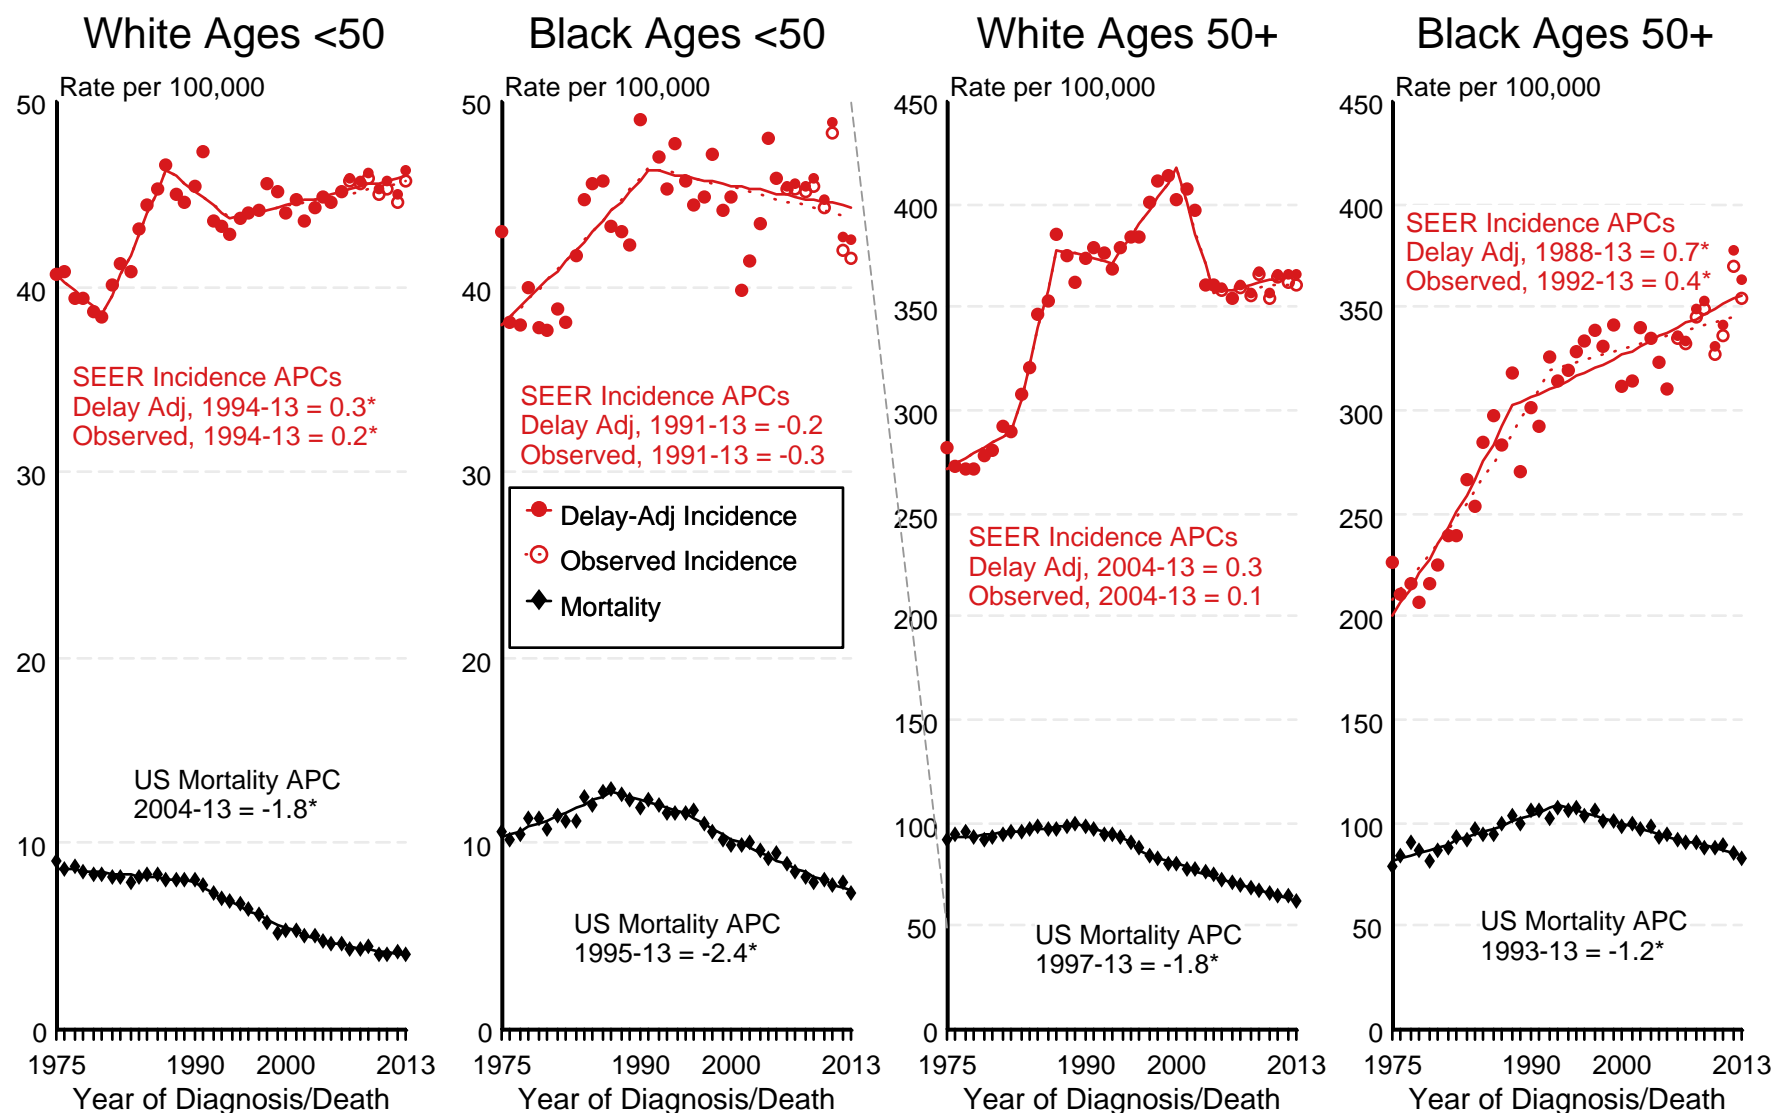 White Ages <50
Rate per 100,000
50
40
30
20
10
0
SEER Incidence APCs
Delay Adj, 1994-13 = 0.3*
Observed, 1994-13 = 0.2*
US Mortality APC
2004-13 = -1.8*
1975 1990 2000 2013
Year of Diagnosis/Death
Black Ages <50
Rate per 100,000
50
40
30
20
10
0
SEER Incidence APCs
Delay Adj, 1991-13 = -0.2
Observed, 1991-13 = -0.3
Delay-Adj Incidence
Observed Incidence
Mortality
US Mortality APC
1995-13 = -2.4*
1975 1990 2000 2013
Year of Diagnosis/Death
White Ages 50+
Rate per 100,000
450
400
350
300
250
200
150
100
50
0
SEER Incidence APCs
Delay Adj, 2004-13 = 0.3
Observed, 2004-13 = 0.1
US Mortality APC
1997-13 = -1.8*
1975 1990 2000 2013
Year of Diagnosis/Death
Black Ages 50+
Rate per 100,000
450
400
350
300
250
200
150
100
50
0
SEER Incidence APCs
Delay Adj, 1988-13 = 0.7*
Observed, 1992-13 = 0.4*
US Mortality APC
1993-13 = -1.2*
1975 1990 2000 2013
Year of Diagnosis/Death